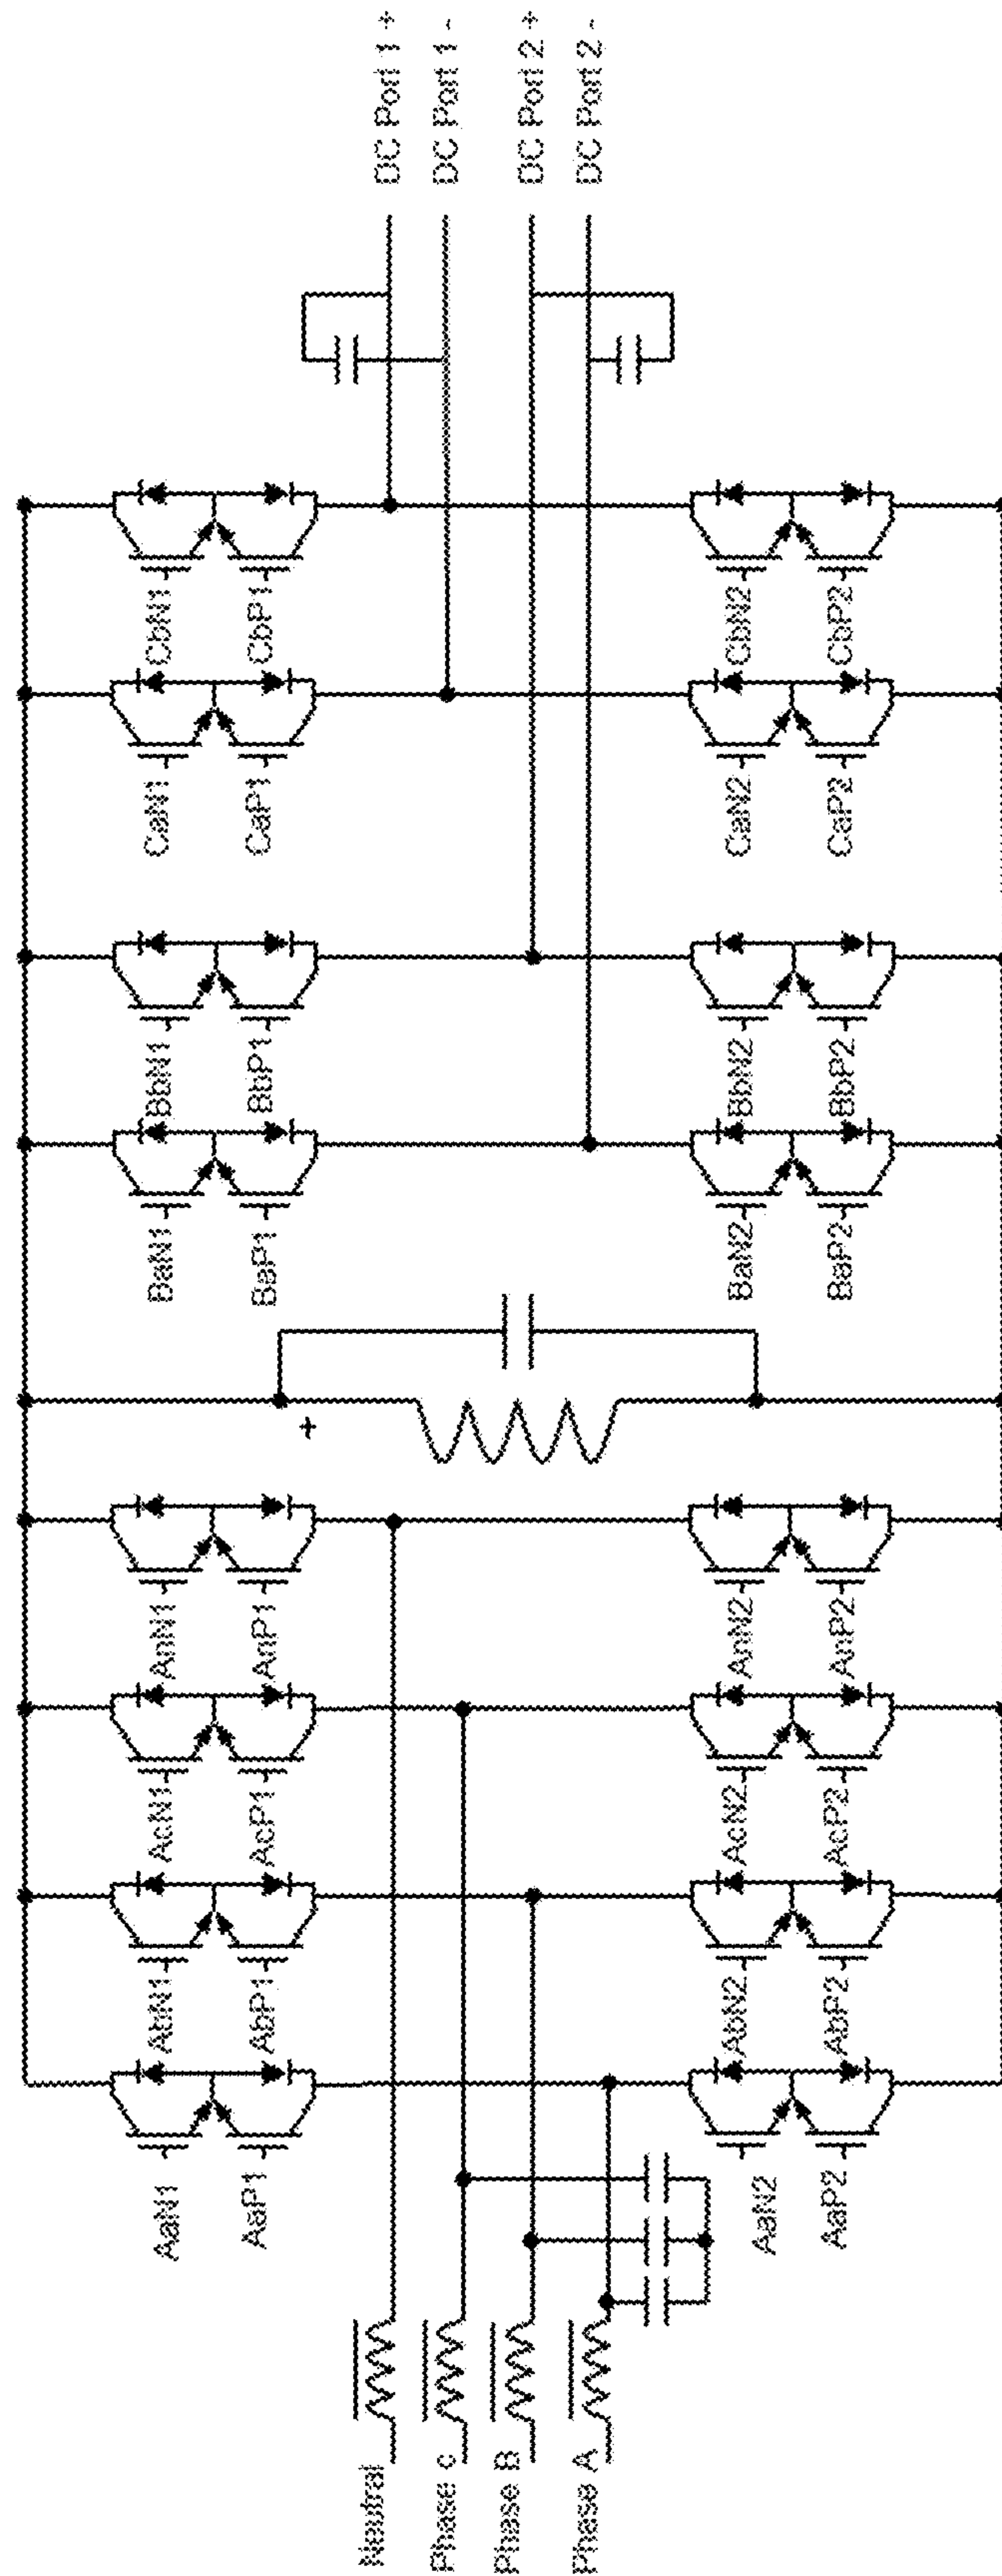 DC Port 1 +
DC Port 1 -
DC Port 2 +
DC Port 2 -
CbN1
CbP1
CbN2
CbP2
CaN1
CaP1
CaN2
CaP2
BbN1
BbP1
BbN2
BbP2
BaN1
BaP1
BaN2
BaP2
+
AnN1
AnP1
AnN2
AnP2
AcN1
AcP1
AcN2
AcP2
AbN1
AbP1
AbN2
AbP2
AaN1
AaP1
AaN2
AaP2
Neutral
Phase c
Phase B
Phase A